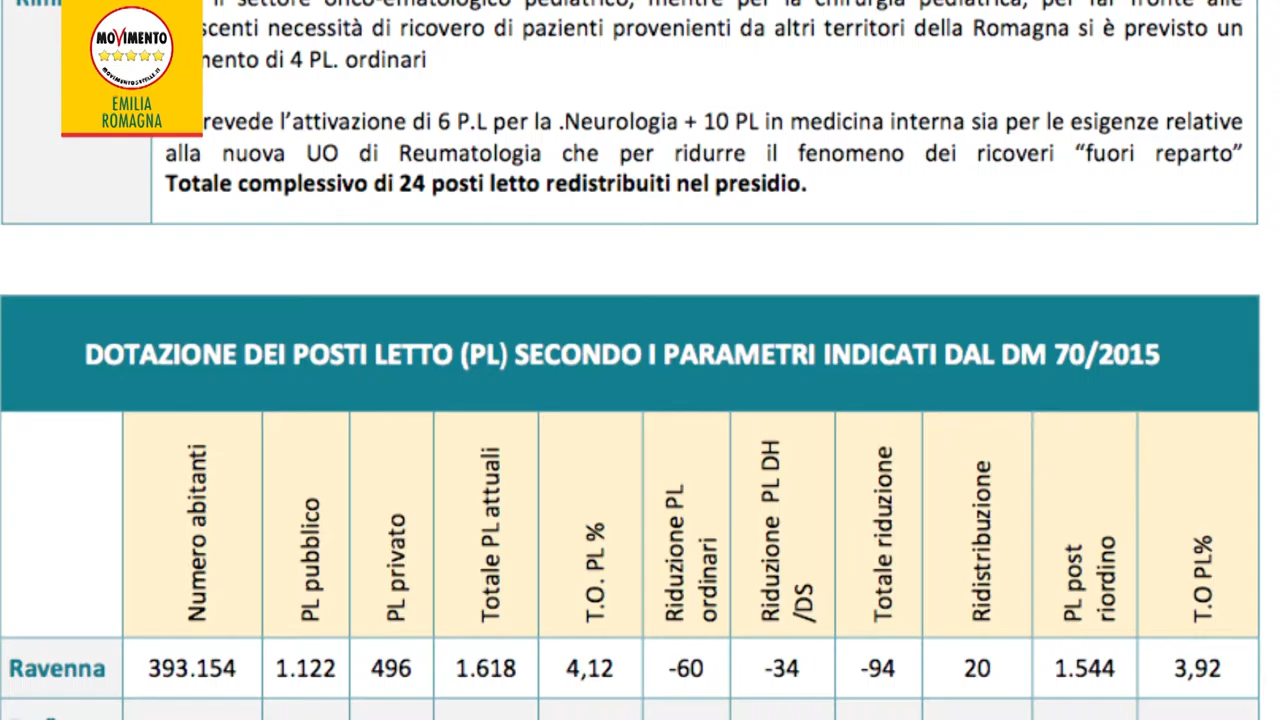 MOVIMENTO
MOVIMENTO5STELLE.IT
EMILIA
ROMAGNA
il settore onco-ematologico pediatrico, mentre per la chirurgia pediatrica, per far fronte alle
scenti necessità di ricovero di pazienti provenienti da altri territori della Romagna si è previsto un
mento di 4 PL. ordinari
revede l’attivazione di 6 P.L per la .Neurologia + 10 PL in medicina interna sia per le esigenze relative
alla nuova UO di Reumatologia che per ridurre il fenomeno dei ricoveri “fuori reparto”
Totale complessivo di 24 posti letto redistribuiti nel presidio.
DOTAZIONE DEI POSTI LETTO (PL) SECONDO I PARAMETRI INDICATI DAL DM 70/2015
Numero abitanti
PL pubblico
PL privato
Totale PL attuali
T.O. PL %
Riduzione PL
ordinari
Riduzione PL DH
/DS
Totale riduzione
Ridistribuzione
PL post
riordino
T.O PL%
Ravenna 393.154 1.122 496 1.618 4,12 -60 -34 -94 20 1.544 3,92